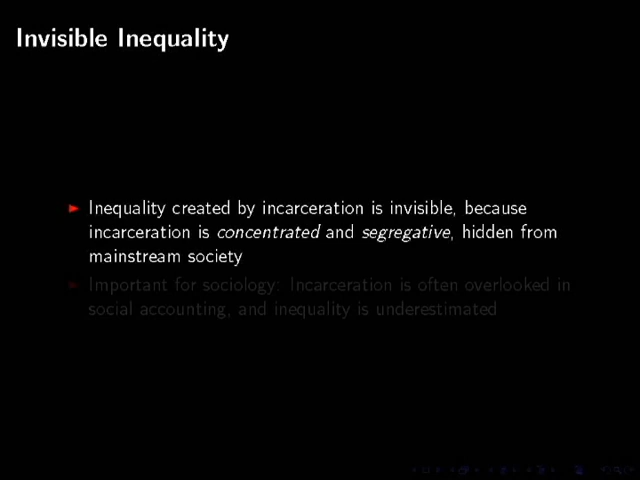 Invisible Inequality
Inequality created by incarceration is invisible, because
incarceration is concentrated and segregative, hidden from
mainstream society
Important for sociology: Incarceration is often overlooked in
social accounting, and inequality is underestimated